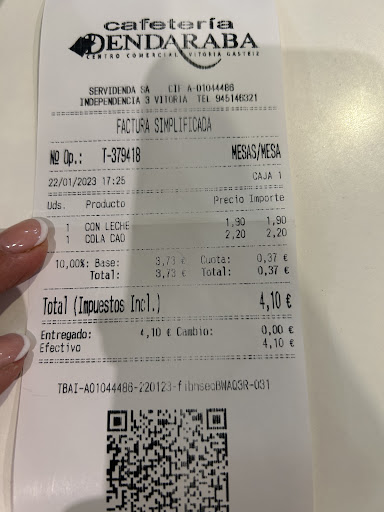 cafetería
DENDARABA
CENTRO COMERCIAL VITORIA GASTEIZ
SERVIDENDA SA CIF A-01044486
INDEPENDENCIA 3 VITORIA TEL 945146321
FACTURA SIMPLIFICADA
Nº Op.: T-379418 MESAS/MESA
22/01/2023 17:25 CAJA 1
Uds. Producto Precio Importe
1 CON LECHE 1,90 1,90
1 COLA CAO 2,20 2,20
10,00%: Base: 3,73 € Cuota: 0,37 €
Total: 3,73 € Total: 0,37 €
Total (Impuestos Incl.) 4,10 €
Entregado: 4,10 € Cambio: 0,00 €
Efectivo 4,10 €
TBAI-A01044486-220123-fibnseoBWAQ3R-031